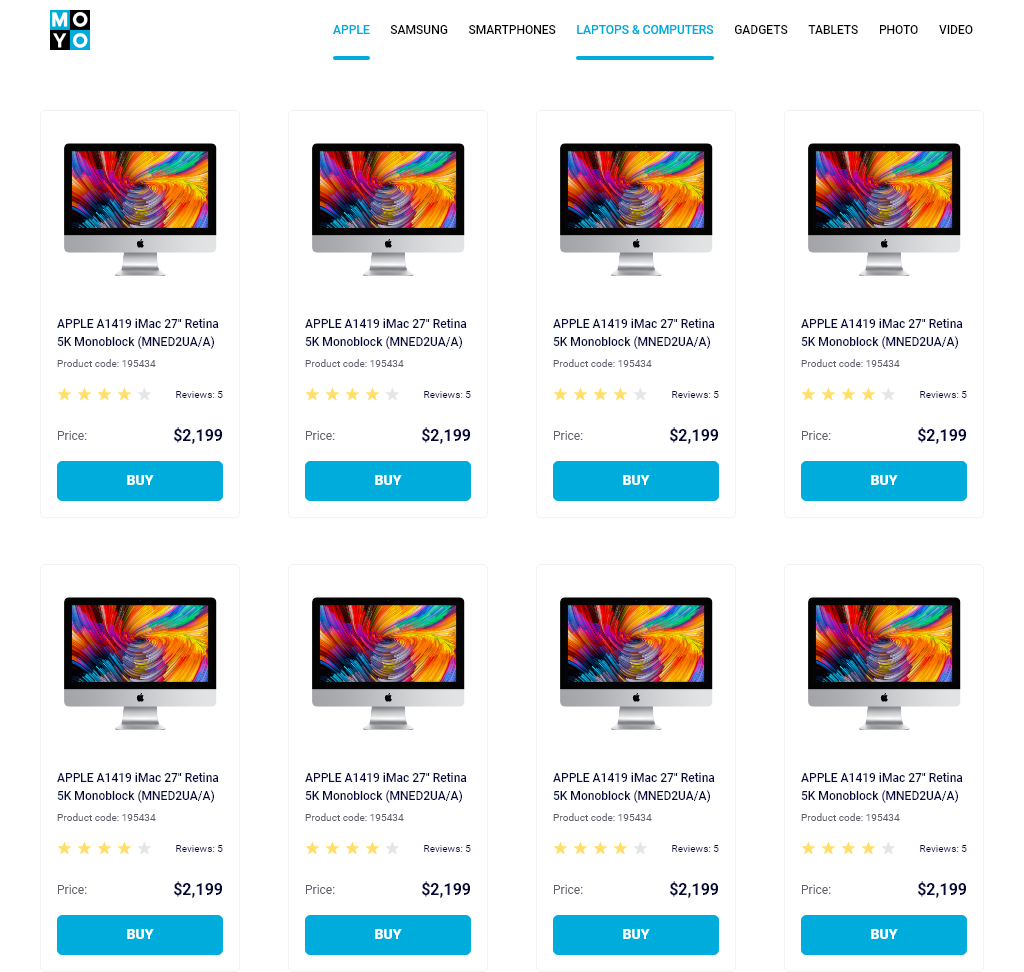 MO
YO
APPLE SAMSUNG SMARTPHONES LAPTOPS & COMPUTERS GADGETS TABLETS PHOTO VIDEO
APPLE A1419 iMac 27" Retina
5K Monoblock (MNED2UA/A)
Product code: 195434
Reviews: 5
Price: $2,199
BUY
APPLE A1419 iMac 27" Retina
5K Monoblock (MNED2UA/A)
Product code: 195434
Reviews: 5
Price: $2,199
BUY
APPLE A1419 iMac 27" Retina
5K Monoblock (MNED2UA/A)
Product code: 195434
Reviews: 5
Price: $2,199
BUY
APPLE A1419 iMac 27" Retina
5K Monoblock (MNED2UA/A)
Product code: 195434
Reviews: 5
Price: $2,199
BUY
APPLE A1419 iMac 27" Retina
5K Monoblock (MNED2UA/A)
Product code: 195434
Reviews: 5
Price: $2,199
BUY
APPLE A1419 iMac 27" Retina
5K Monoblock (MNED2UA/A)
Product code: 195434
Reviews: 5
Price: $2,199
BUY
APPLE A1419 iMac 27" Retina
5K Monoblock (MNED2UA/A)
Product code: 195434
Reviews: 5
Price: $2,199
BUY
APPLE A1419 iMac 27" Retina
5K Monoblock (MNED2UA/A)
Product code: 195434
Reviews: 5
Price: $2,199
BUY